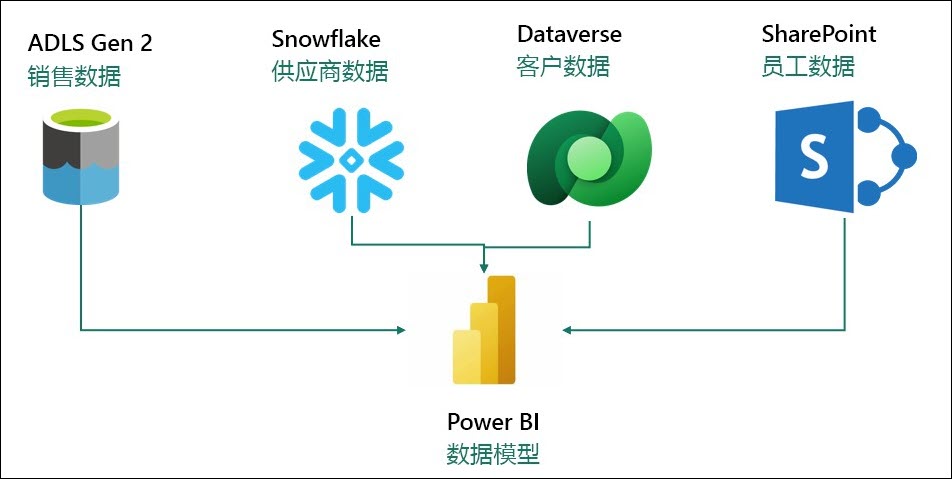 ADLS Gen 2
销售数据
Snowflake
供应商数据
Dataverse
客户数据
SharePoint
员工数据
S
Power BI
数据模型